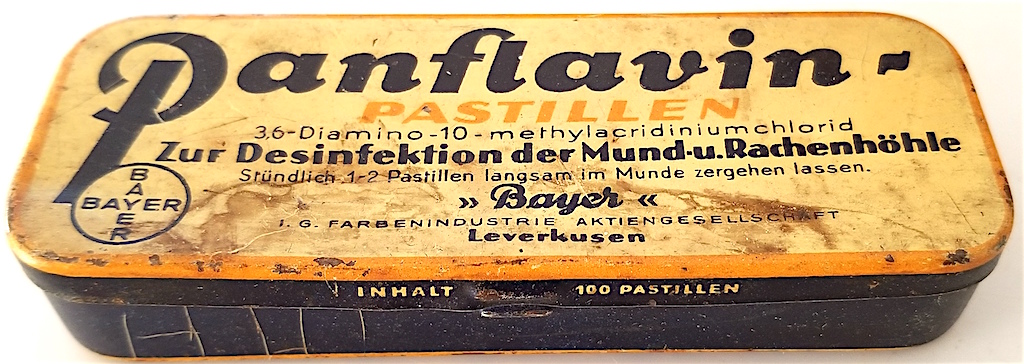 Panflavin-
PASTILLEN
3,6-Diamino-10-methylacridiniumchlorid
Zur Desinfektion der Mund-u. Rachenhöhle
Stündlich 1-2 Pastillen langsam im Munde zergehen lassen.
» Bayer «
I. G. FARBENINDUSTRIE AKTIENGESELLSCHAFT
Leverkusen
BAYER
BAYER
INHALT 100 PASTILLEN